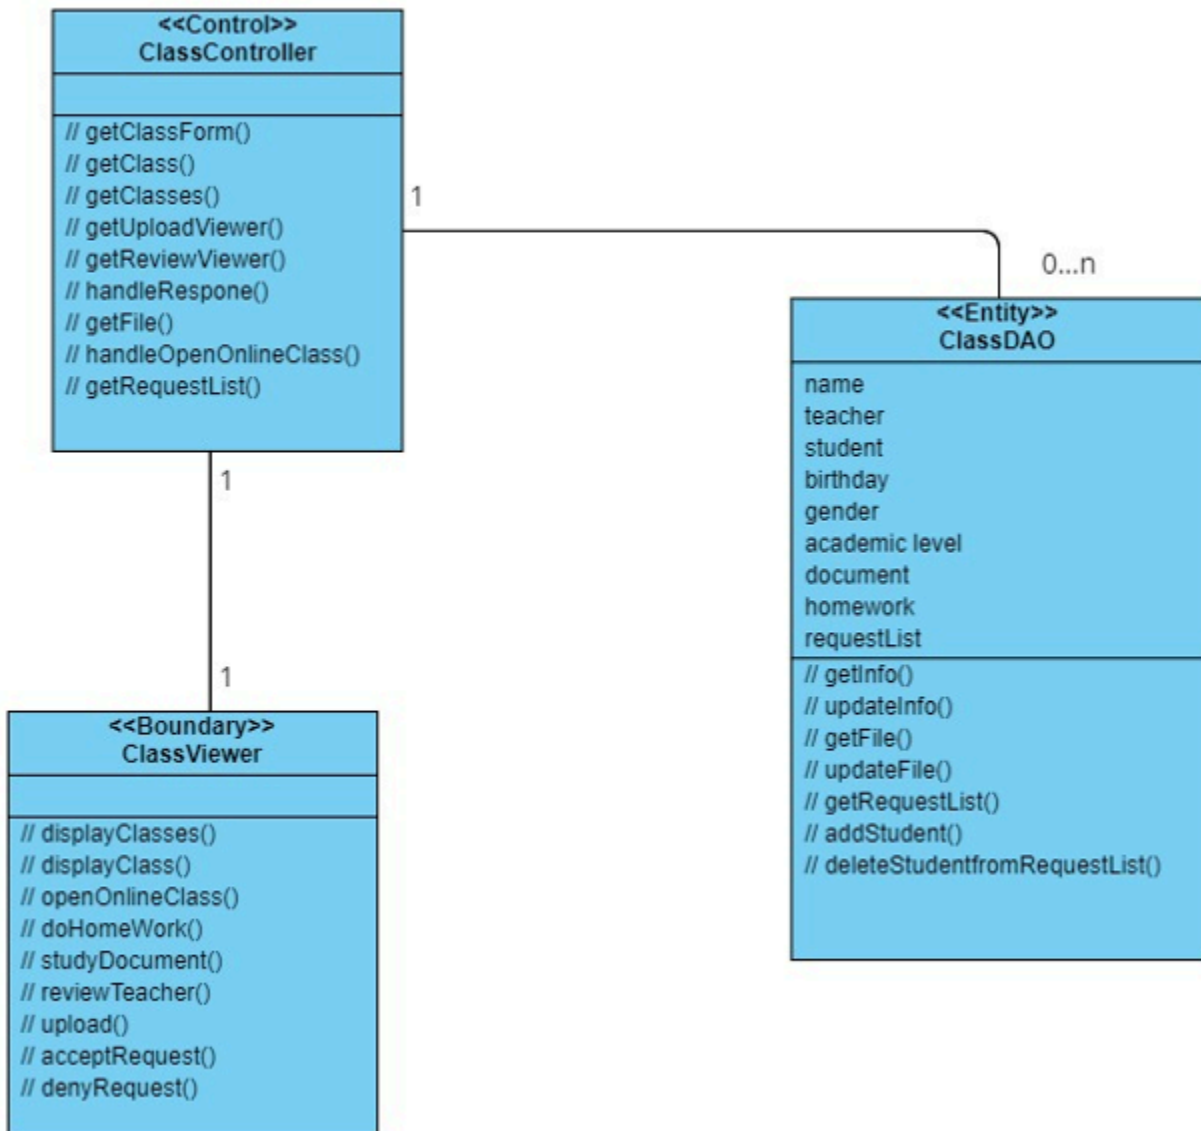 <<Control>>
ClassController
// getClassForm()
// getClass()
// getClasses()
// getUploadViewer()
// getReviewViewer()
// handleRespone()
// getFile()
// handleOpenOnlineClass()
// getRequestList()
1
0...n
<<Entity>>
ClassDAO
name
teacher
student
birthday
gender
academic level
document
homework
requestList
// getInfo()
// updateInfo()
// getFile()
// updateFile()
// getRequestList()
// addStudent()
// deleteStudentfromRequestList()
1
1
<<Boundary>>
ClassViewer
// displayClasses()
// displayClass()
// openOnlineClass()
// doHomeWork()
// studyDocument()
// reviewTeacher()
// upload()
// acceptRequest()
// denyRequest()